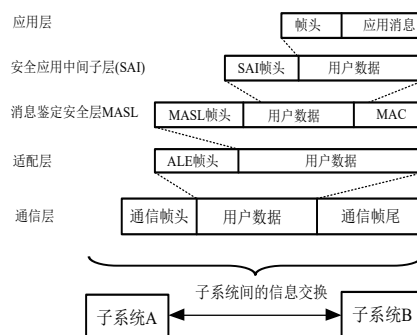 应用层 帧头 应用消息
安全应用中间子层(SAI) SAI帧头 用户数据
消息鉴定安全层MASL MASL帧头 用户数据 MAC
适配层 ALE帧头 用户数据
通信层 通信帧头 用户数据 通信帧尾
子系统间的信息交换
子系统A 子系统B